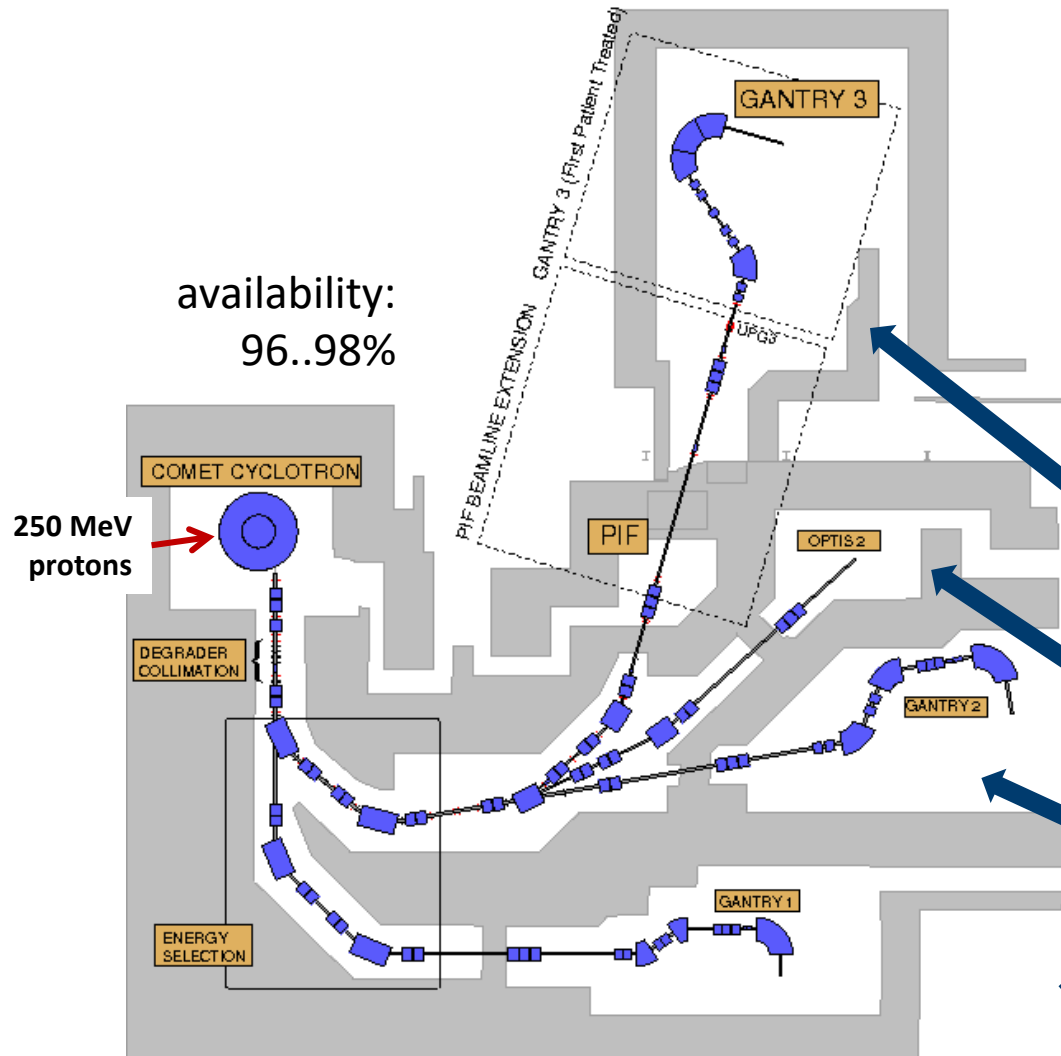 GANTRY 3 (First Patient Treated)
GANTRY 3
availability:
96..98%
UPG3
PIF BEAMLINE EXTENSION
COMET CYCLOTRON
250 MeV
protons
PIF
OPTIS 2
DEGRADER
COLLIMATION
GANTRY 2
GANTRY 1
ENERGY
SELECTION